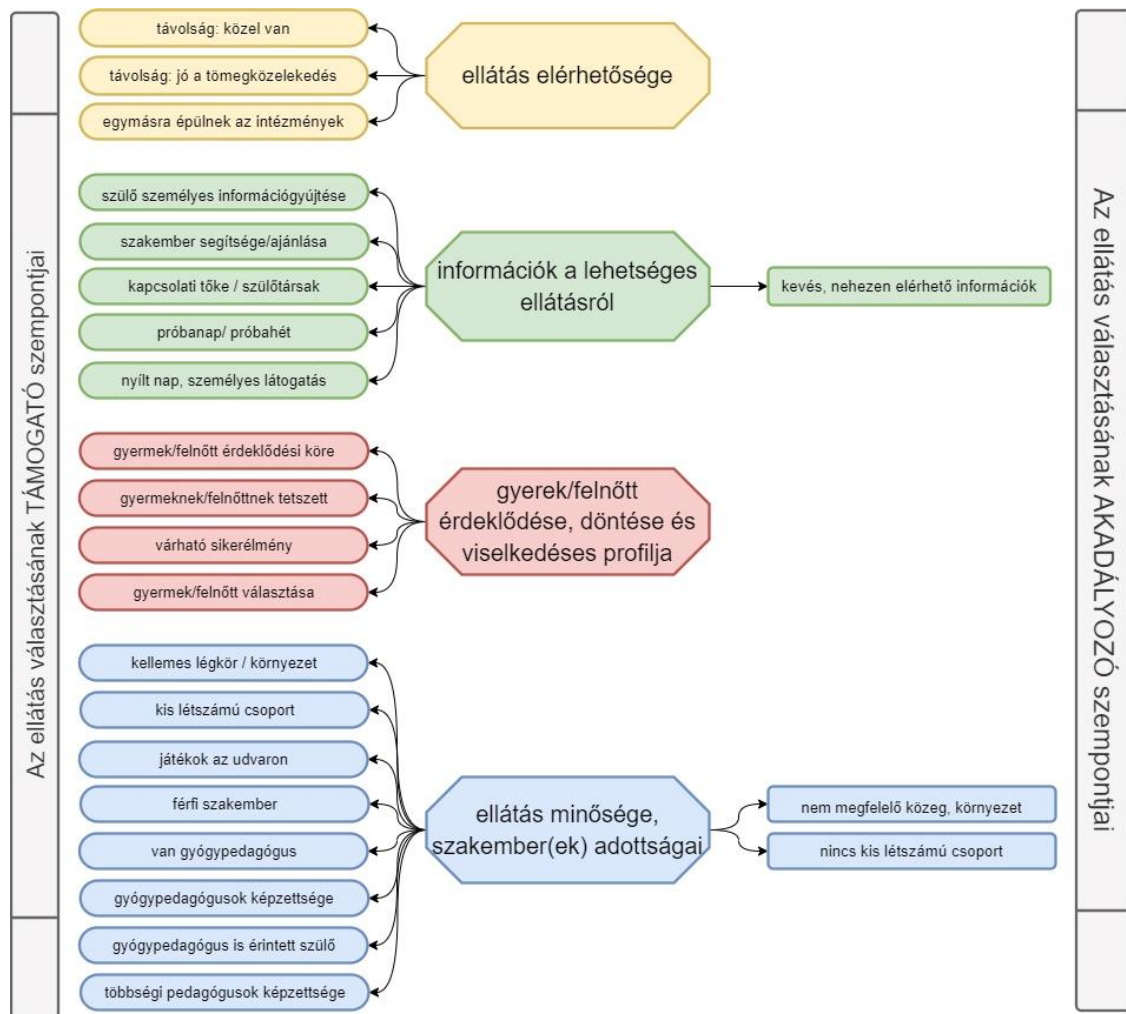 Az ellátás választásának TÁMOGATÓ szempontjai
távolság: közel van
távolság: jó a tömegközelekedés
egymásra épülnek az intézmények
ellátás elérhetősége
szülő személyes információgyújtése
szakember segítsége/ajánlása
kapcsolati tőke / szülőtársak
próbanap/ próbahét
nyílt nap, személyes látogatás
információk a lehetséges
ellátásról
kevés, nehezen elérhető információk
gyermek/felnőtt érdeklődési köre
gyermeknek/felnőttnek tetszett
várható sikerélmény
gyermek/felnőtt választása
gyerek/felnőtt
érdeklődése, döntése és
viselkedéses profilja
kellemes légkör / környezet
kis létszámú csoport
játékok az udvaron
férfi szakember
van gyógypedagógus
gyógypedagógusok képzettsége
gyógypedagógus is érintett szülő
többségi pedagógusok képzettsége
ellátás minősége,
szakember(ek) adottságai
nem megfelelő közeg, környezet
nincs kis létszámú csoport
Az ellátás választásának AKADÁLYOZÓ szempontjai